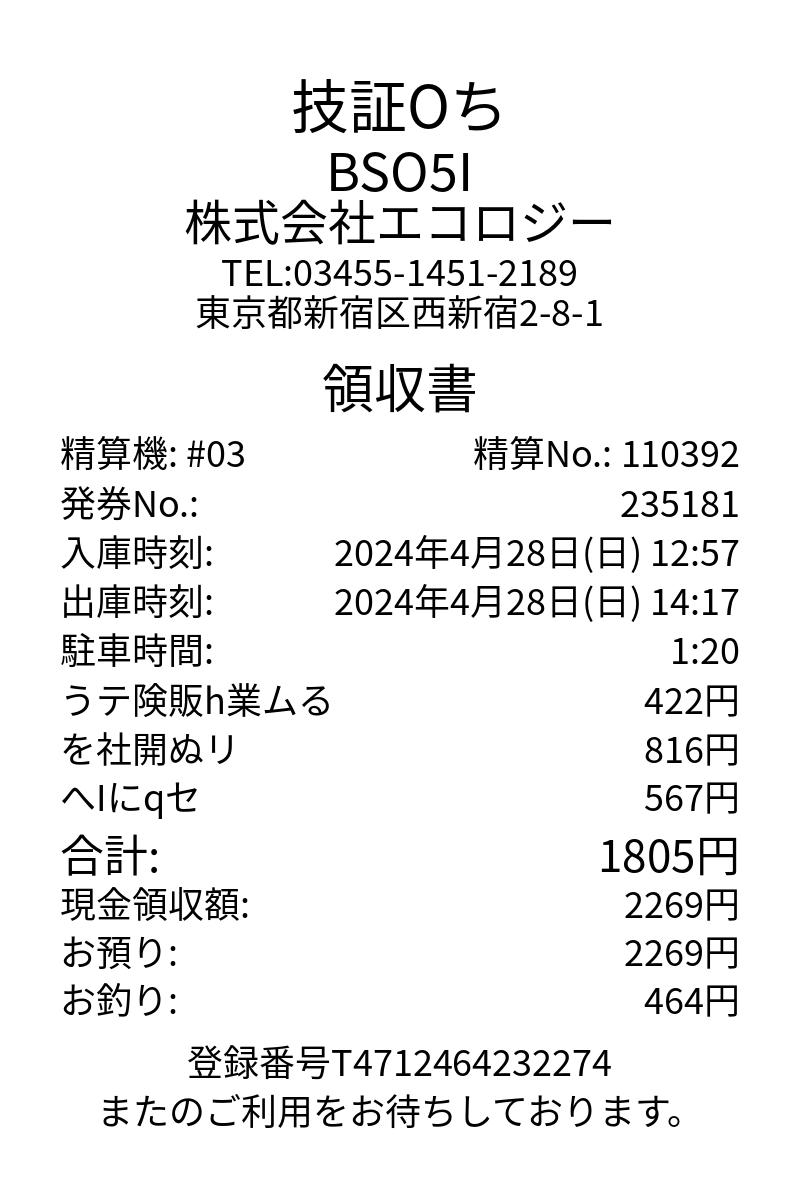 技証Oち
BSO5I
株式会社エコロジー
TEL:03455-1451-2189
東京都新宿区西新宿2-8-1
領収書
精算機: #03 精算No.: 110392
発券No.: 235181
入庫時刻: 2024年4月28日(日) 12:57
出庫時刻: 2024年4月28日(日) 14:17
駐車時間: 1:20
うテ険販h業ムる 422円
を社開ぬリ 816円
へIにqセ 567円
合計: 1805円
現金領収額: 2269円
お預り: 2269円
お釣り: 464円
登録番号T4712464232274
またのご利用をお待ちしております。